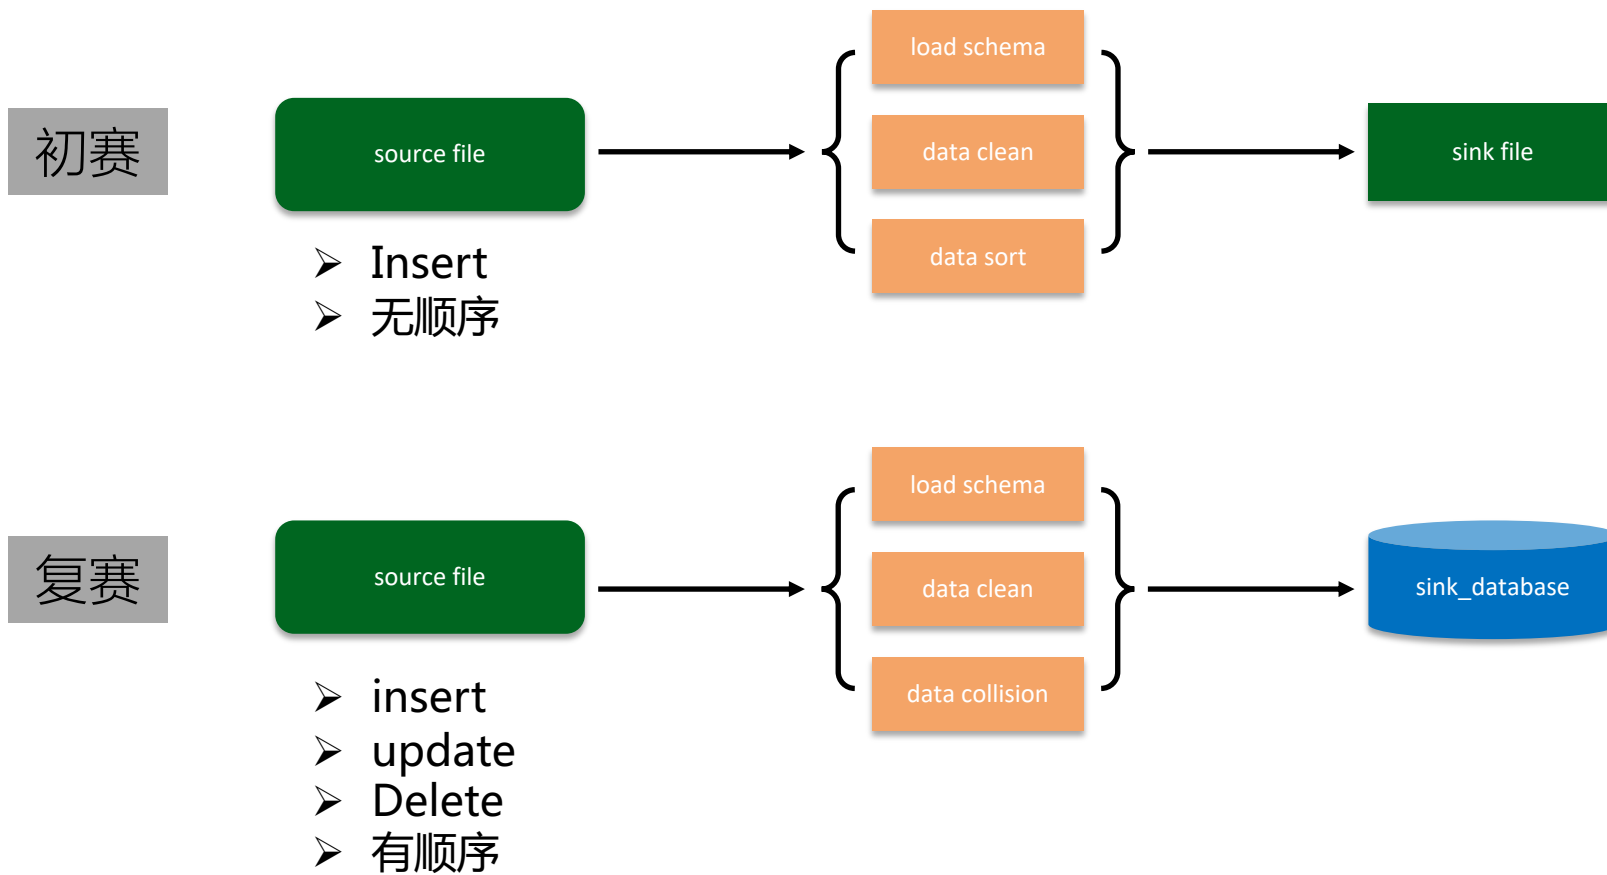 初赛
source file
load schema
data clean
data sort
sink file
➢ Insert
➢ 无顺序
复赛
source file
load schema
data clean
data collision
sink_database
➢ insert
➢ update
➢ Delete
➢ 有顺序